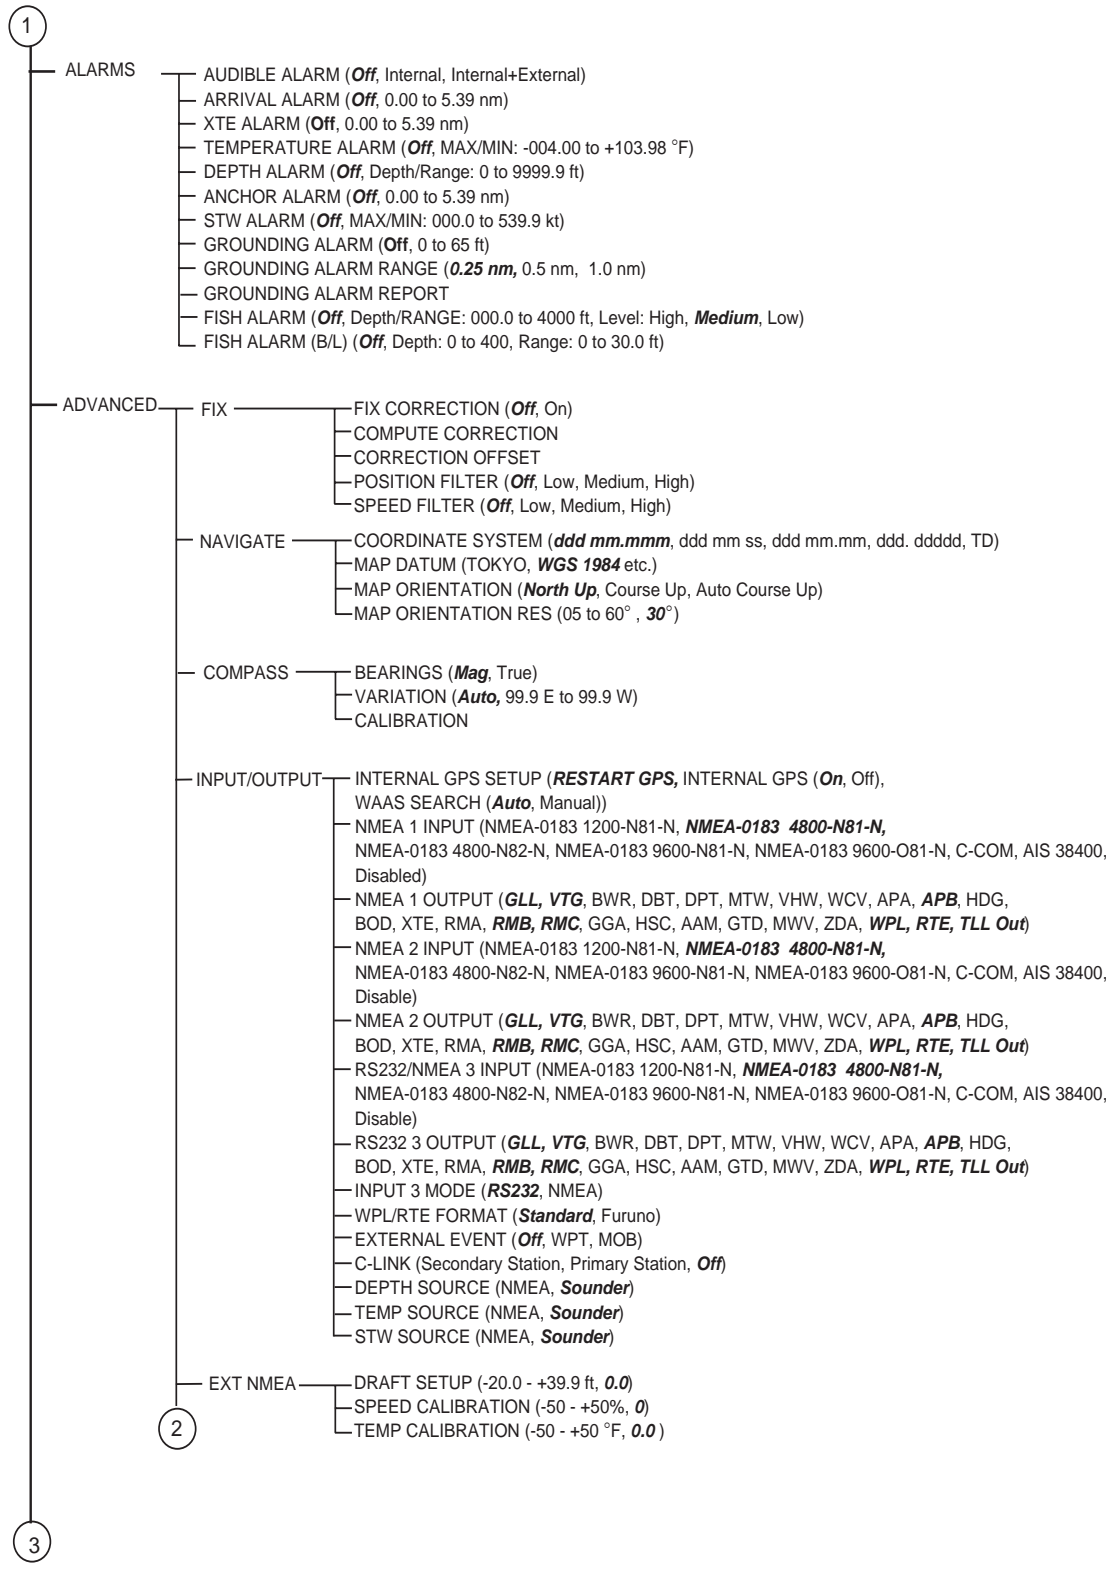 1
ALARMS
AUDIBLE ALARM (Off, Internal, Internal+External)
ARRIVAL ALARM (Off, 0.00 to 5.39 nm)
XTE ALARM (Off, 0.00 to 5.39 nm)
TEMPERATURE ALARM (Off, MAX/MIN: -004.00 to +103.98 °F)
DEPTH ALARM (Off, Depth/Range: 0 to 9999.9 ft)
ANCHOR ALARM (Off, 0.00 to 5.39 nm)
STW ALARM (Off, MAX/MIN: 000.0 to 539.9 kt)
GROUNDING ALARM (Off, 0 to 65 ft)
GROUNDING ALARM RANGE (0.25 nm, 0.5 nm, 1.0 nm)
GROUNDING ALARM REPORT
FISH ALARM (Off, Depth/RANGE: 000.0 to 4000 ft, Level: High, Medium, Low)
FISH ALARM (B/L) (Off, Depth: 0 to 400, Range: 0 to 30.0 ft)
ADVANCED
FIX
FIX CORRECTION (Off, On)
COMPUTE CORRECTION
CORRECTION OFFSET
POSITION FILTER (Off, Low, Medium, High)
SPEED FILTER (Off, Low, Medium, High)
NAVIGATE
COORDINATE SYSTEM (ddd mm.mmm, ddd mm ss, ddd mm.mm, ddd. ddddd, TD)
MAP DATUM (TOKYO, WGS 1984 etc.)
MAP ORIENTATION (North Up, Course Up, Auto Course Up)
MAP ORIENTATION RES (05 to 60° , 30°)
COMPASS
BEARINGS (Mag, True)
VARIATION (Auto, 99.9 E to 99.9 W)
CALIBRATION
INPUT/OUTPUT
INTERNAL GPS SETUP (RESTART GPS, INTERNAL GPS (On, Off),
WAAS SEARCH (Auto, Manual))
NMEA 1 INPUT (NMEA-0183 1200-N81-N, NMEA-0183 4800-N81-N,
NMEA-0183 4800-N82-N, NMEA-0183 9600-N81-N, NMEA-0183 9600-O81-N, C-COM, AIS 38400,
Disabled)
NMEA 1 OUTPUT (GLL, VTG, BWR, DBT, DPT, MTW, VHW, WCV, APA, APB, HDG,
BOD, XTE, RMA, RMB, RMC, GGA, HSC, AAM, GTD, MWV, ZDA, WPL, RTE, TLL Out)
NMEA 2 INPUT (NMEA-0183 1200-N81-N, NMEA-0183 4800-N81-N,
NMEA-0183 4800-N82-N, NMEA-0183 9600-N81-N, NMEA-0183 9600-O81-N, C-COM, AIS 38400,
Disable)
NMEA 2 OUTPUT (GLL, VTG, BWR, DBT, DPT, MTW, VHW, WCV, APA, APB, HDG,
BOD, XTE, RMA, RMB, RMC, GGA, HSC, AAM, GTD, MWV, ZDA, WPL, RTE, TLL Out)
RS232/NMEA 3 INPUT (NMEA-0183 1200-N81-N, NMEA-0183 4800-N81-N,
NMEA-0183 4800-N82-N, NMEA-0183 9600-N81-N, NMEA-0183 9600-O81-N, C-COM, AIS 38400,
Disable)
RS232 3 OUTPUT (GLL, VTG, BWR, DBT, DPT, MTW, VHW, WCV, APA, APB, HDG,
BOD, XTE, RMA, RMB, RMC, GGA, HSC, AAM, GTD, MWV, ZDA, WPL, RTE, TLL Out)
INPUT 3 MODE (RS232, NMEA)
WPL/RTE FORMAT (Standard, Furuno)
EXTERNAL EVENT (Off, WPT, MOB)
C-LINK (Secondary Station, Primary Station, Off)
DEPTH SOURCE (NMEA, Sounder)
TEMP SOURCE (NMEA, Sounder)
STW SOURCE (NMEA, Sounder)
EXT NMEA
DRAFT SETUP (-20.0 - +39.9 ft, 0.0)
SPEED CALIBRATION (-50 - +50%, 0)
TEMP CALIBRATION (-50 - +50 °F, 0.0 )
2
3